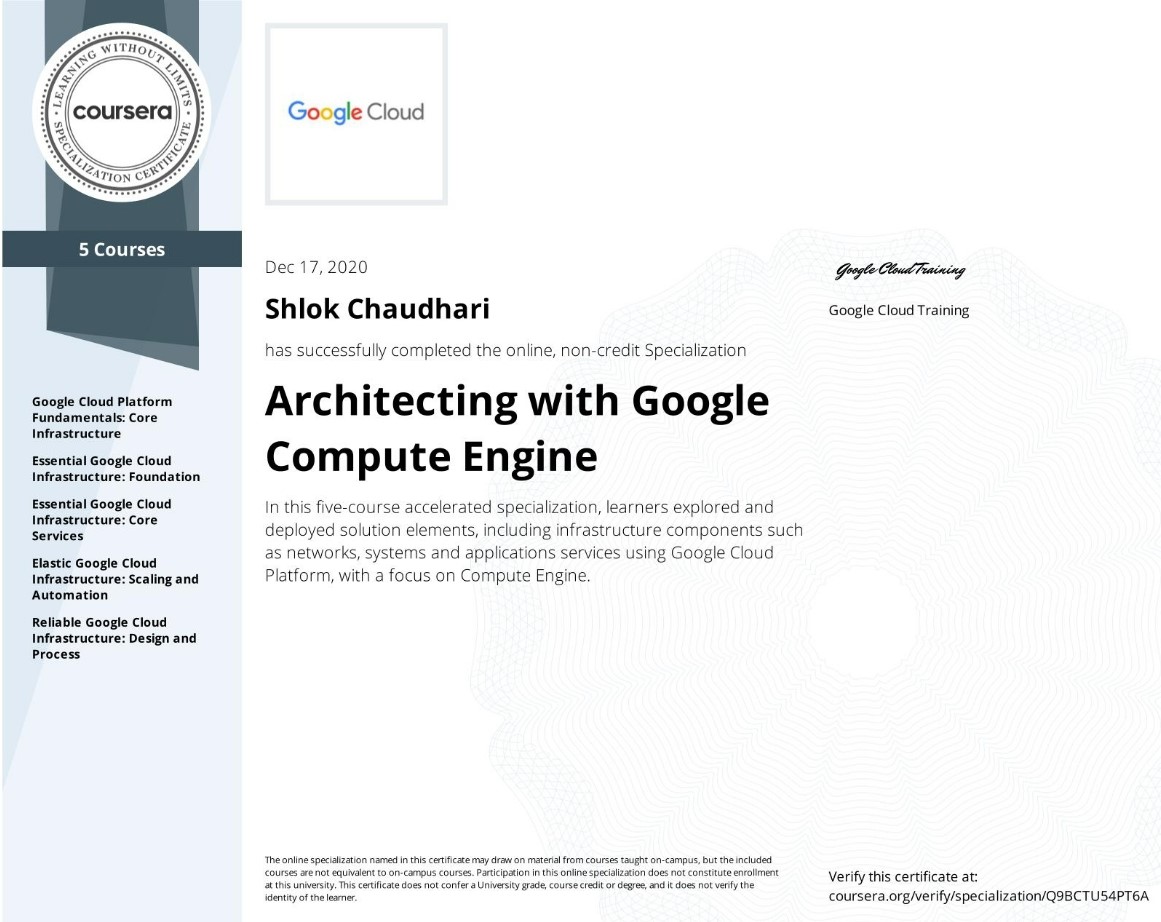 LEARNING WITHOUT LIMITS
coursera
SPECIALIZATION CERTIFICATE
5 Courses
Google Cloud Platform
Fundamentals: Core
Infrastructure
Essential Google Cloud
Infrastructure: Foundation
Essential Google Cloud
Infrastructure: Core
Services
Elastic Google Cloud
Infrastructure: Scaling and
Automation
Reliable Google Cloud
Infrastructure: Design and
Process
Google Cloud
Dec 17, 2020
Shlok Chaudhari
has successfully completed the online, non-credit Specialization
Architecting with Google
Compute Engine
In this five-course accelerated specialization, learners explored and
deployed solution elements, including infrastructure components such
as networks, systems and applications services using Google Cloud
Platform, with a focus on Compute Engine.
Google Cloud Training
Google Cloud Training
The online specialization named in this certificate may draw on material from courses taught on-campus, but the included
courses are not equivalent to on-campus courses. Participation in this online specialization does not constitute enrollment
at this university. This certificate does not confer a University grade, course credit or degree, and it does not verify the
identity of the learner.
Verify this certificate at:
coursera.org/verify/specialization/Q9BCTU54PT6A